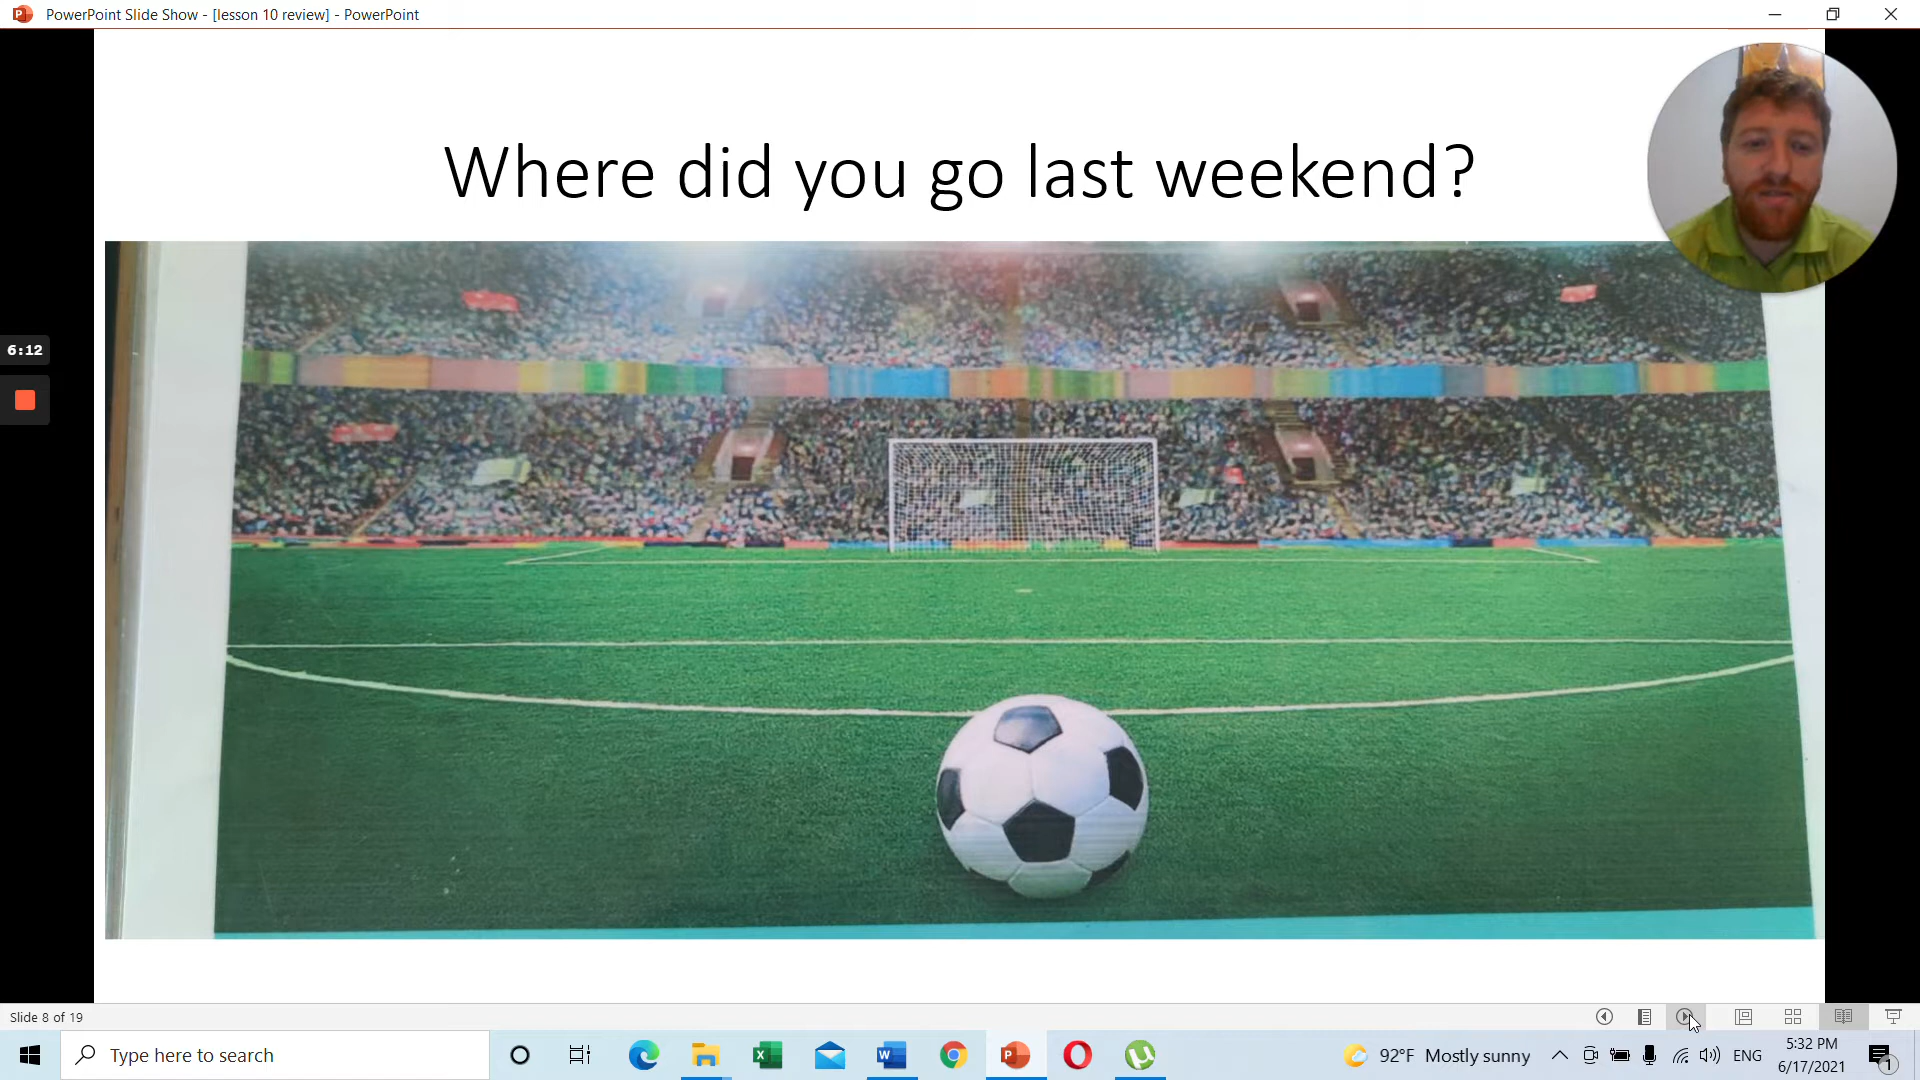 PowerPoint Slide Show - [lesson 10 review] - PowerPoint
Where did you go last weekend?
6:12
Slide 8 of 19
Type here to search
92°F Mostly sunny
ENG
5:32 PM
6/17/2021
1